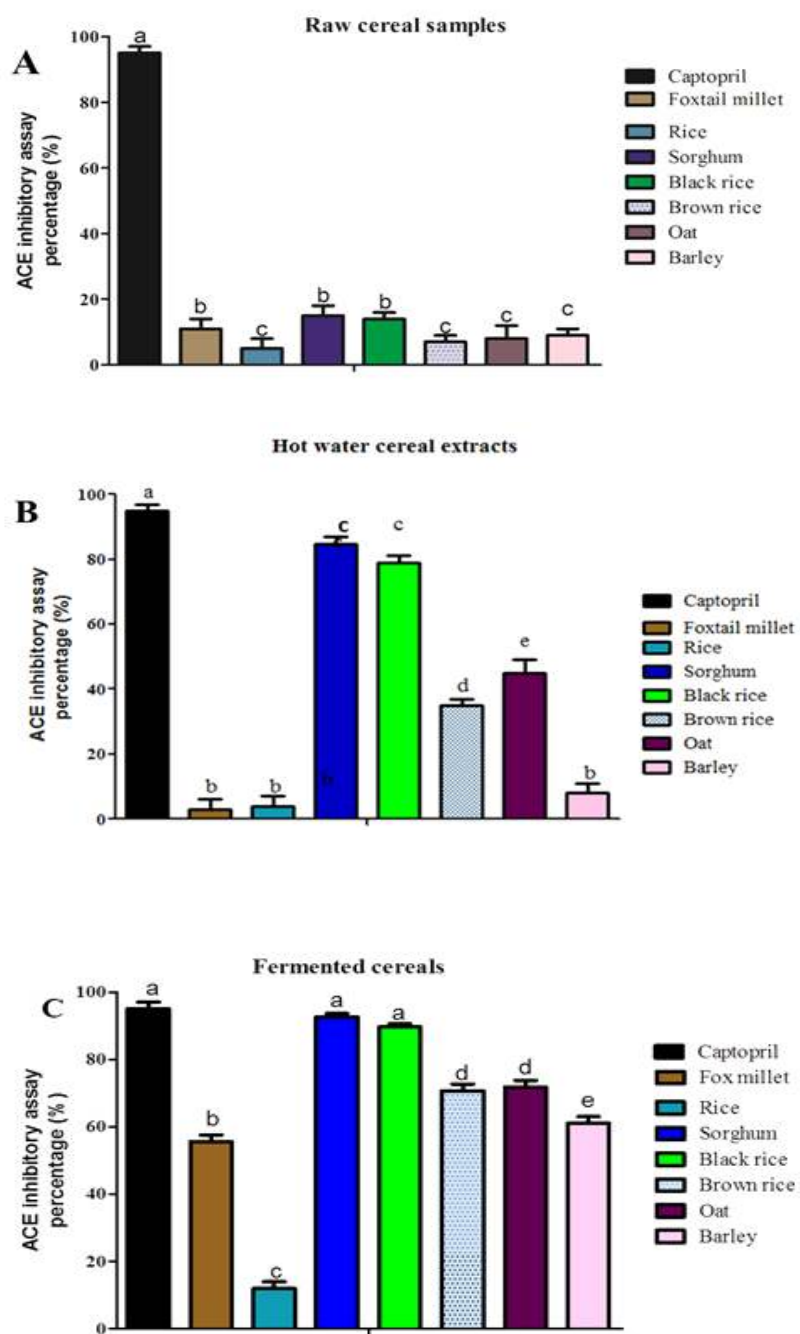 Raw cereal samples
A
ACE inhibitory assay
percentage (%)
100
80
60
40
20
0
a
b
c
b
b
c
c
c
Captopril
Foxtail millet
Rice
Sorghum
Black rice
Brown rice
Oat
Barley
Hot water cereal extracts
B
ACE inhibitory assay
percentage (%)
100
80
60
40
20
0
a
b
b
b
c
c
d
e
b
Captopril
Foxtail millet
Rice
Sorghum
Black rice
Brown rice
Oat
Barley
Fermented cereals
C
ACE inhibitory assay
percentage (%)
100
80
60
40
20
0
a
b
c
a
a
d
d
e
Captopril
Fox millet
Rice
Sorghum
Black rice
Brown rice
Oat
Barley